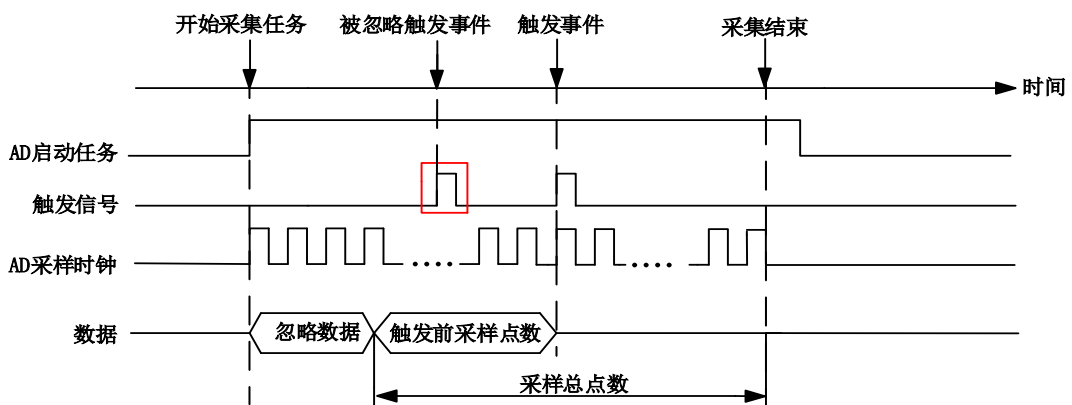 开始采集任务
被忽略触发事件
触发事件
采集结束
时间
AD启动任务
触发信号
AD采样时钟
数据
忽略数据
触发前采样点数
采样总点数